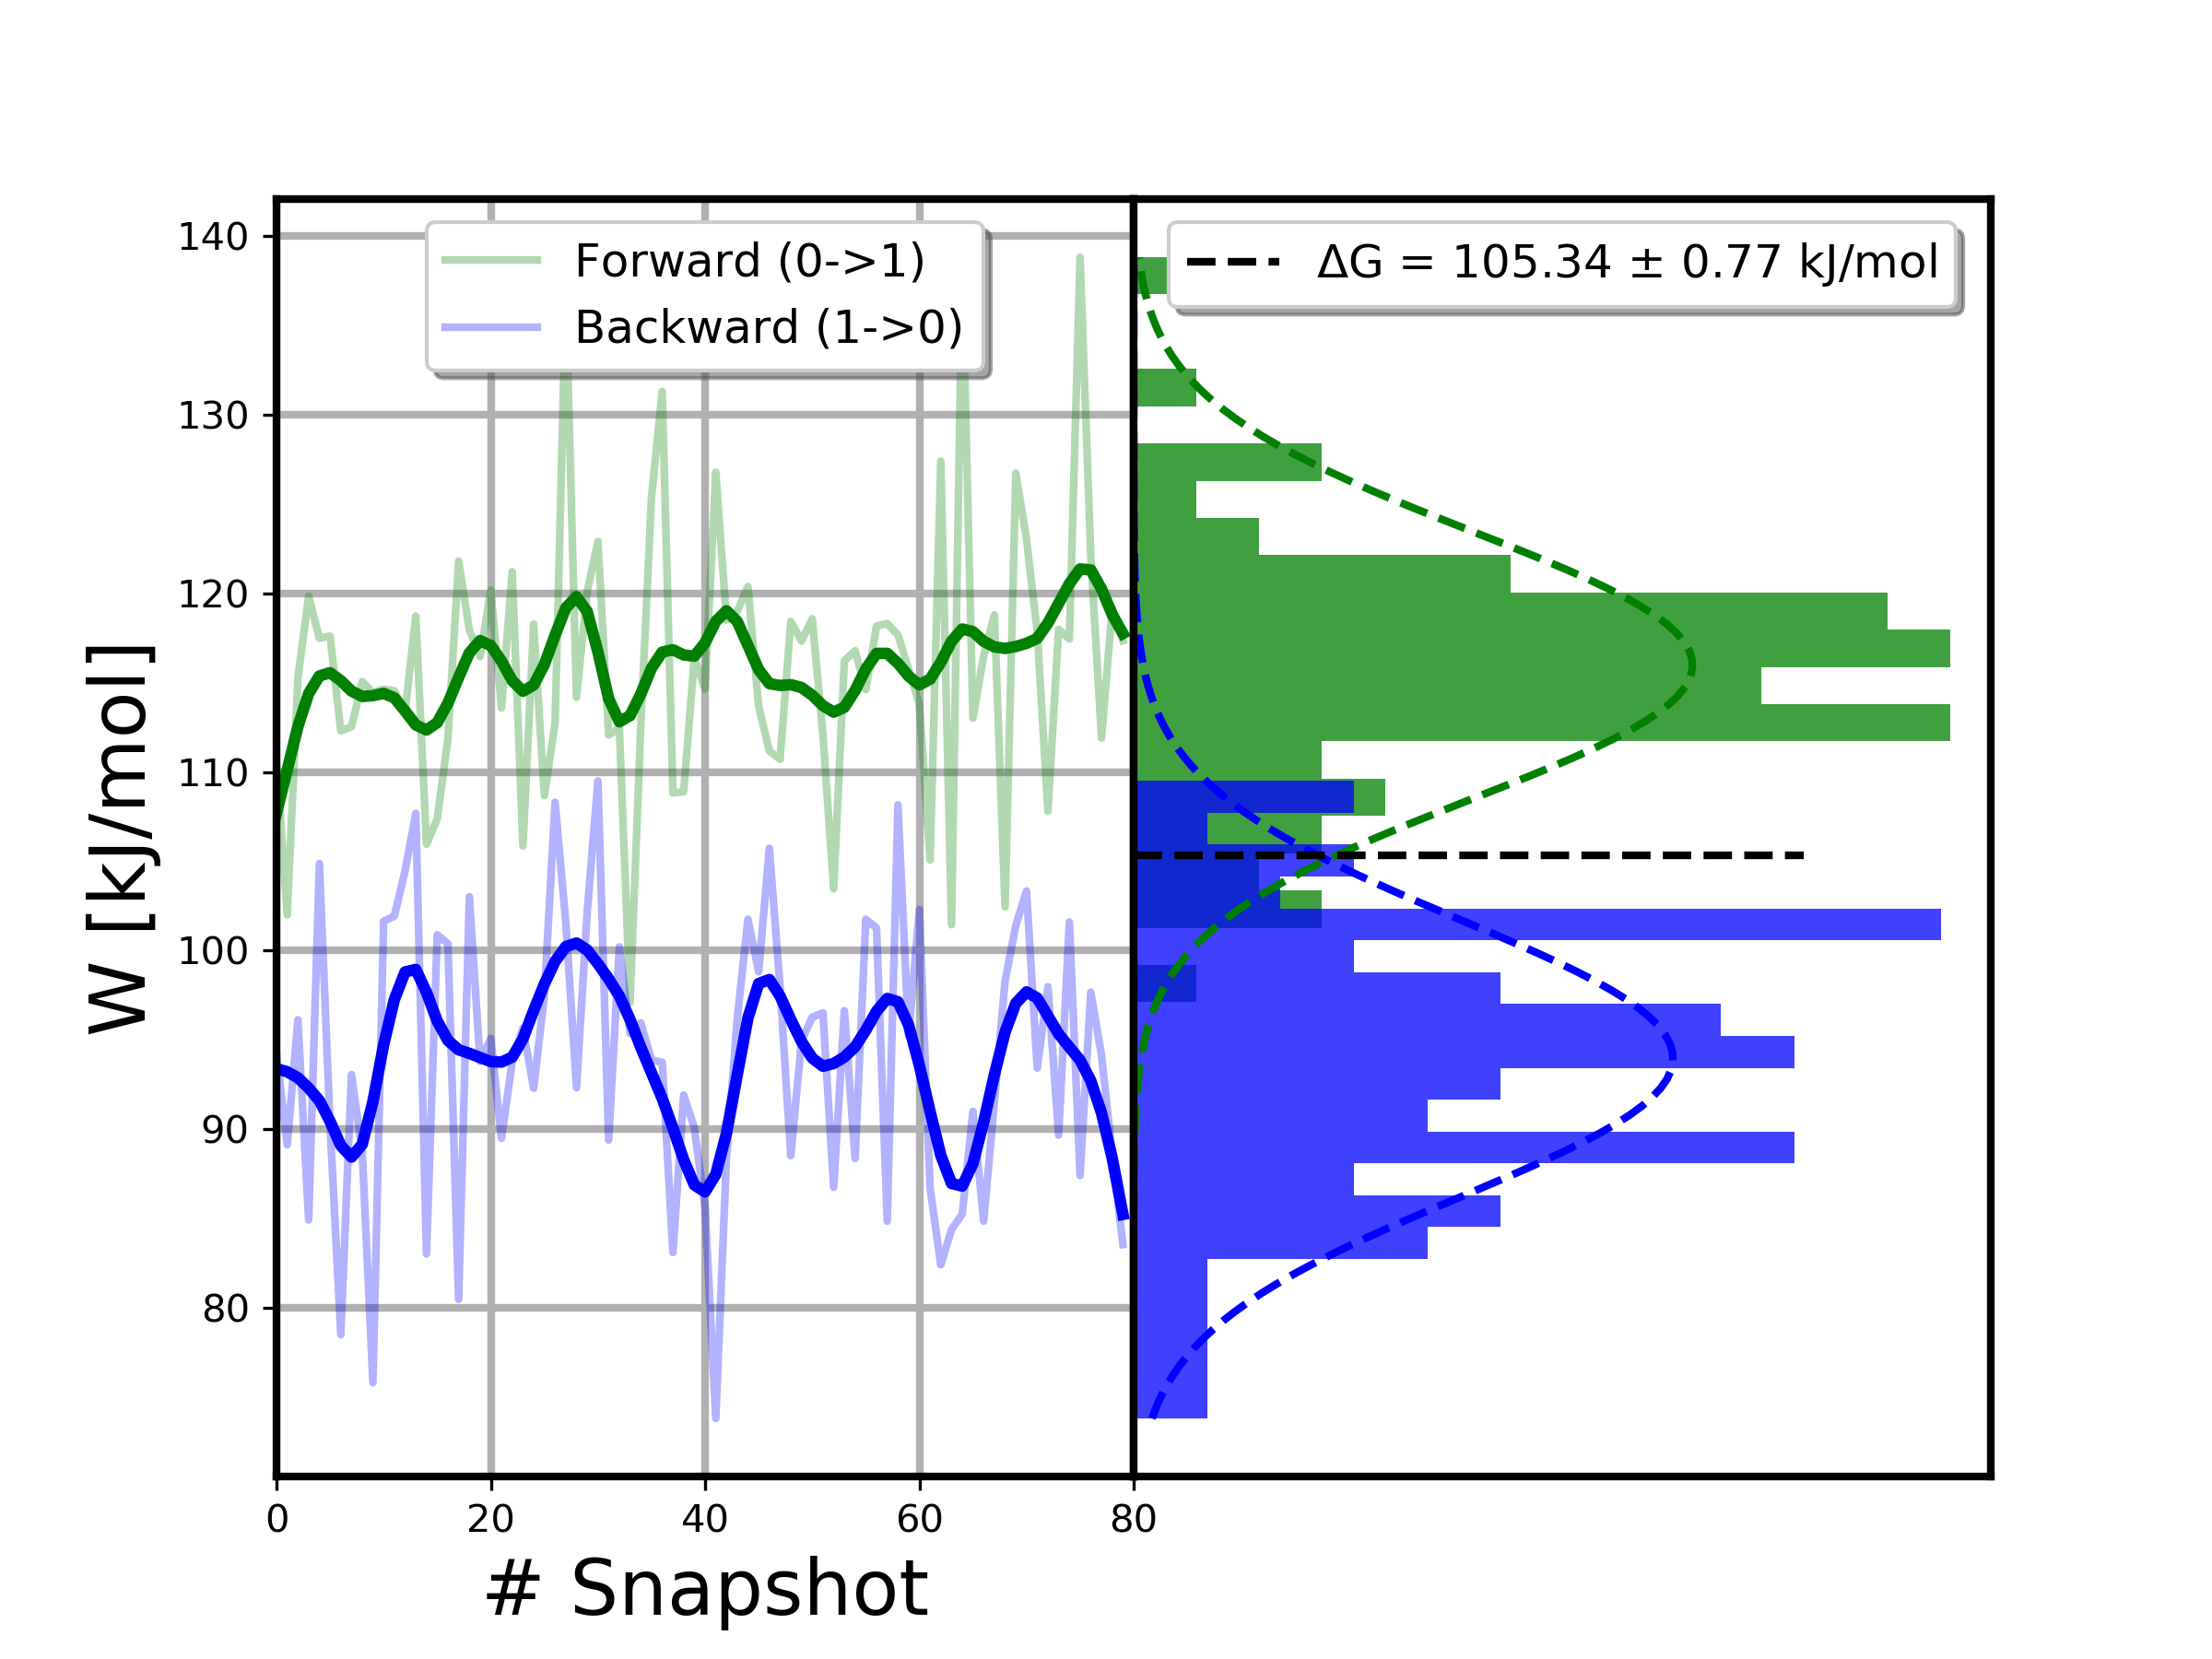 Forward (0->1)
Backward (1->0)
ΔG = 105.34 ± 0.77 kJ/mol
140
130
120
110
100
90
80
W [kJ/mol]
0 20 40 60 80
# Snapshot